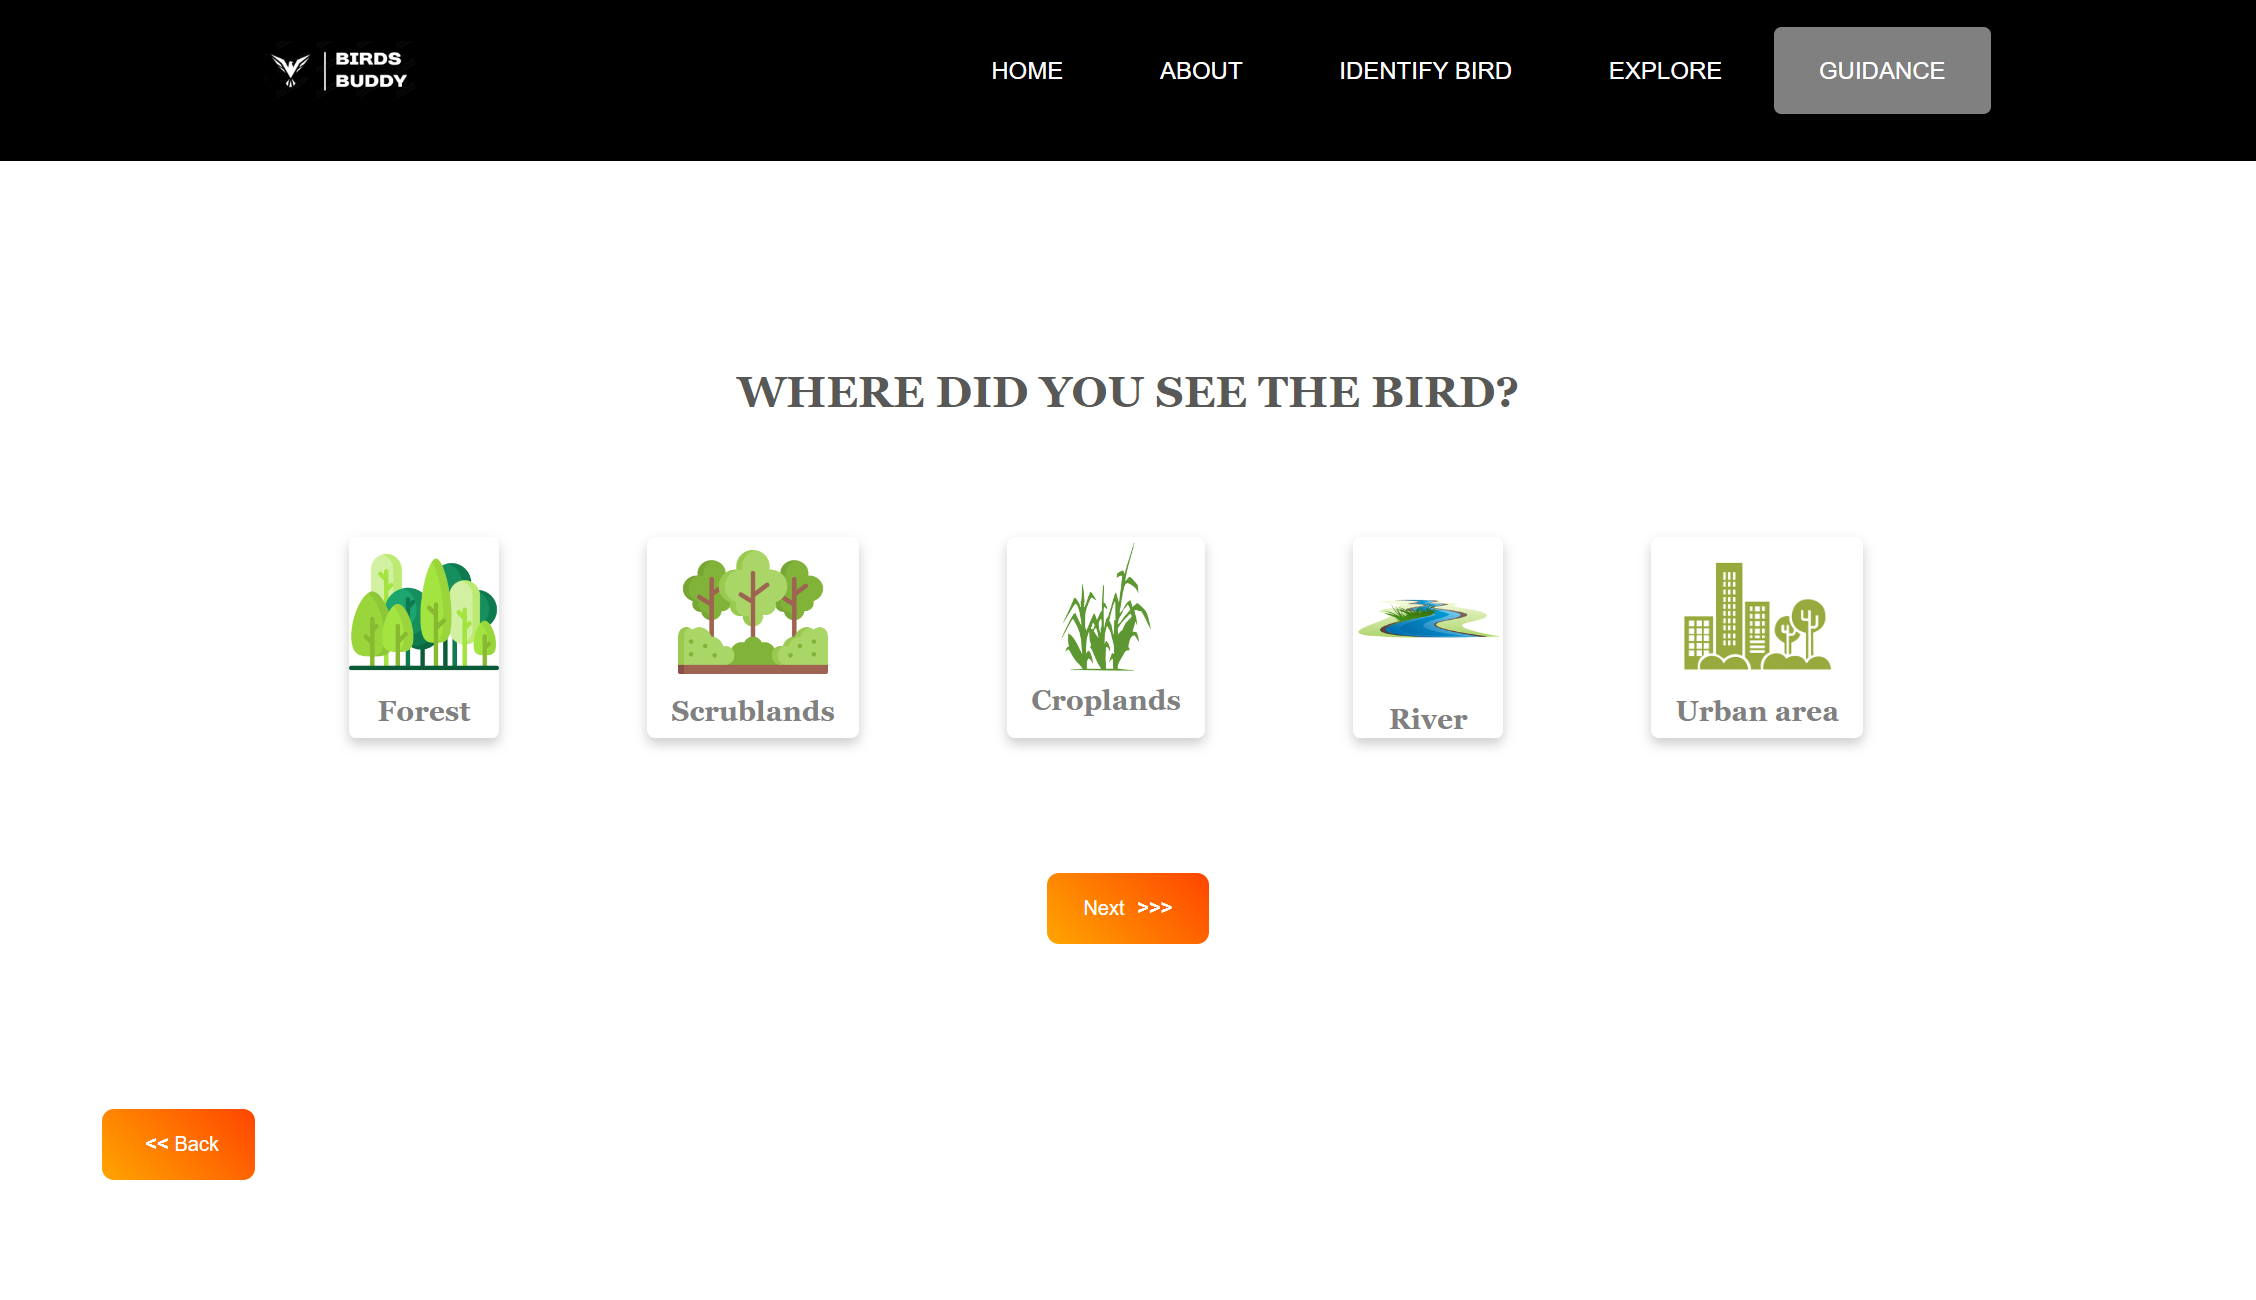 BIRDS
BUDDY
HOME ABOUT IDENTIFY BIRD EXPLORE GUIDANCE
WHERE DID YOU SEE THE BIRD?
Forest Scrublands Croplands River Urban area
Next >>>
<< Back